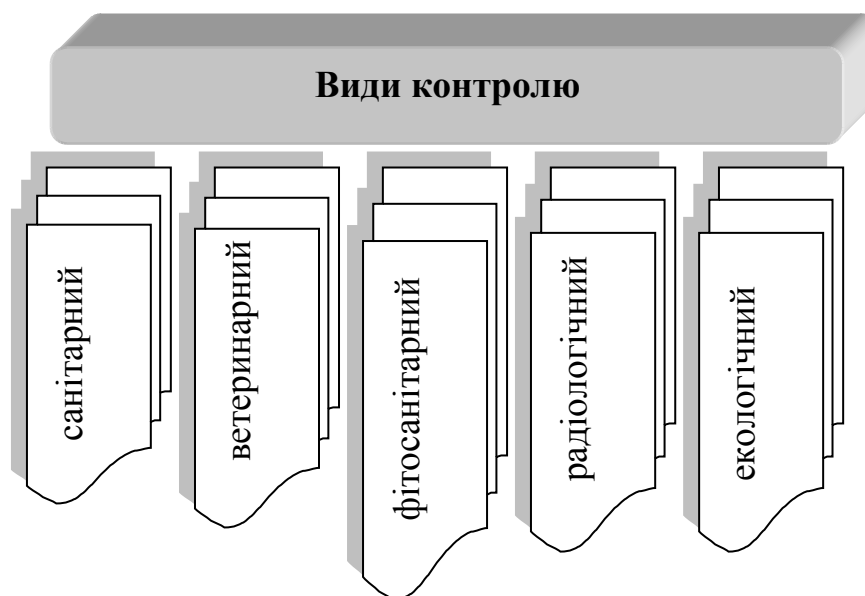 Види контролю
санітарний
ветеринарний
фітосанітарний
радіологічний
екологічний